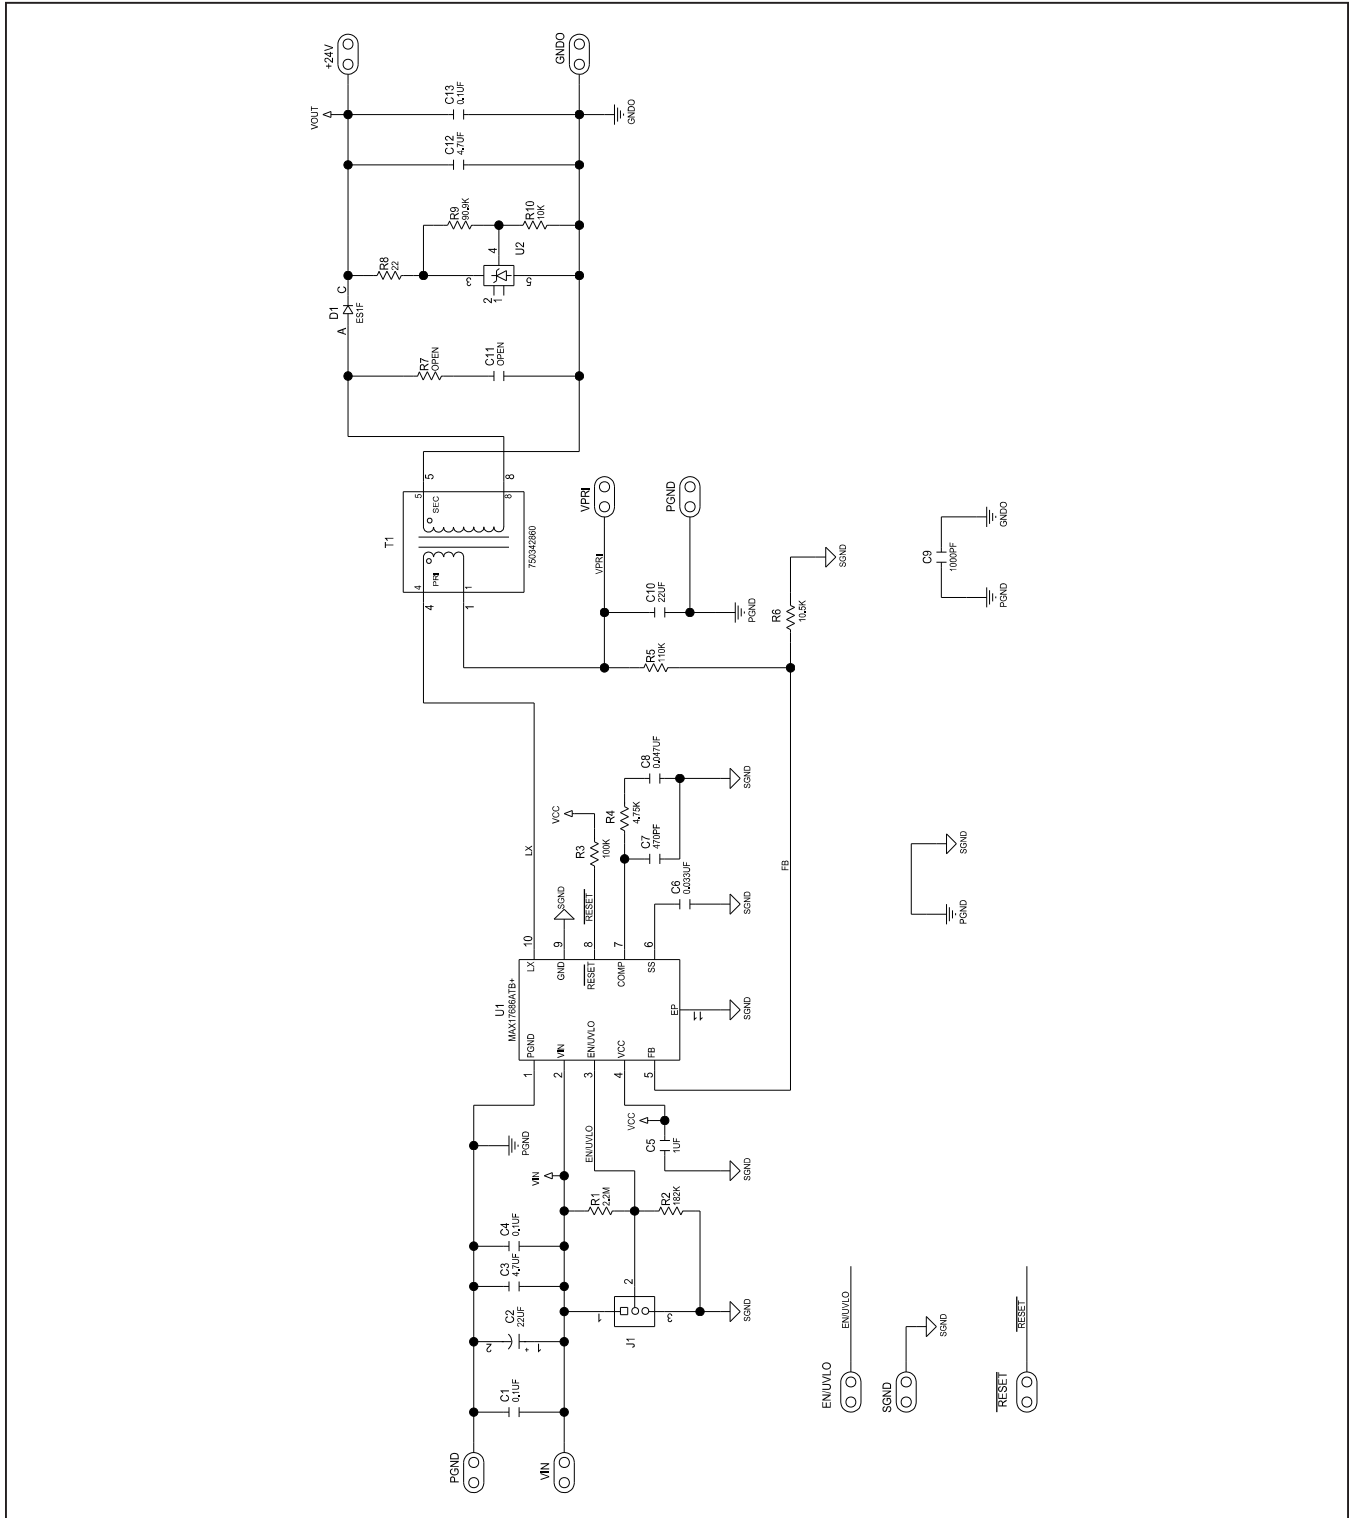 +24V
GNDO
VOUT
C13
0.1UF
GNDO
C12
4.7UF
R9
90.9K
R10
10K
4
U2
R8
22
3
5
2
1
C
D1
ES1F
A
R7
OPEN
C11
OPEN
5
8
5
8
SEC
T1
750342860
PRI
4
1
4
1
VPRI
PGND
VPRI
C10
22UF
PGND
R5
110K
R6
10.5K
SGND
C9
1000PF
PGND
GNDO
LX
VCC
R3
100K
RESET
R4
4.75K
C8
0.047UF
C7
470PF
SGND
C6
0.033UF
SGND
SGND
FB
PGND
SGND
10
9
8
7
6
LX
GND
RESET
COMP
SS
U1
MAX17686ATB+
EP
11
SGND
PGND
VIN
EN/UVLO
VCC
FB
1
2
3
4
5
PGND
VIN
EN/UVLO
VCC
C5
1UF
SGND
R1
2.2M
R2
182K
C4
0.1UF
C3
4.7UF
C2
22UF
2
1
+
C1
0.1UF
1
2
3
J1
SGND
PGND
VIN
EN/UVLO
EN/UVLO
SGND
SGND
RESET
RESET